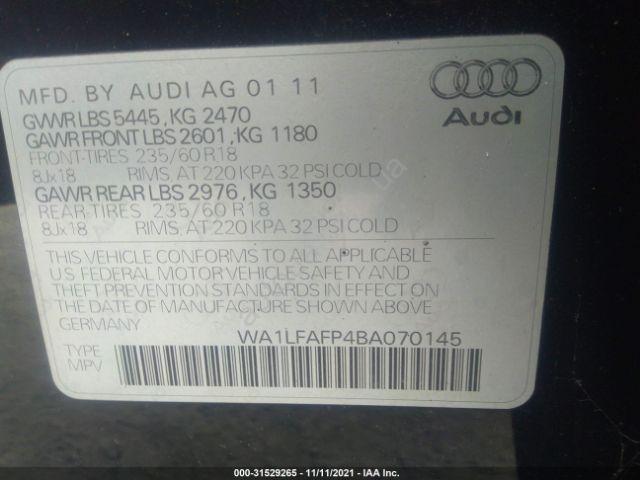 MFD. BY AUDI AG 01 11
GVWR LBS 5445, KG 2470
GAWR FRONT LBS 2601, KG 1180
FRONT-TIRES 235/60 R18
8Jx18 RIMS, AT 220 KPA 32 PSI COLD
GAWR REAR LBS 2976, KG 1350
REAR-TIRES 235/60 R18
8Jx18 RIMS, AT 220 KPA 32 PSI COLD
Audi
THIS VEHICLE CONFORMS TO ALL APPLICABLE
U.S. FEDERAL MOTOR VEHICLE SAFETY AND
THEFT PREVENTION STANDARDS IN EFFECT ON
THE DATE OF MANUFACTURE SHOWN ABOVE
GERMANY
WA1LFAFP4BA070145
TYPE
MPV
000-31529265 - 11/11/2021 - IAA Inc.